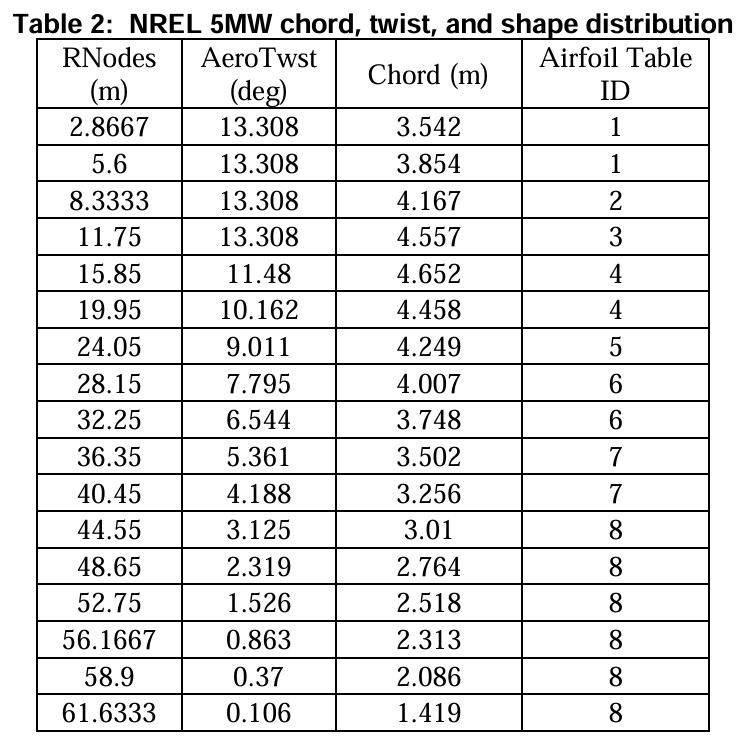 Table 2: NREL 5MW chord, twist, and shape distribution
RNodes (m) AeroTwst (deg) Chord (m) Airfoil Table ID
2.8667 13.308 3.542 1
5.6 13.308 3.854 1
8.3333 13.308 4.167 2
11.75 13.308 4.557 3
15.85 11.48 4.652 4
19.95 10.162 4.458 4
24.05 9.011 4.249 5
28.15 7.795 4.007 6
32.25 6.544 3.748 6
36.35 5.361 3.502 7
40.45 4.188 3.256 7
44.55 3.125 3.01 8
48.65 2.319 2.764 8
52.75 1.526 2.518 8
56.1667 0.863 2.313 8
58.9 0.37 2.086 8
61.6333 0.106 1.419 8